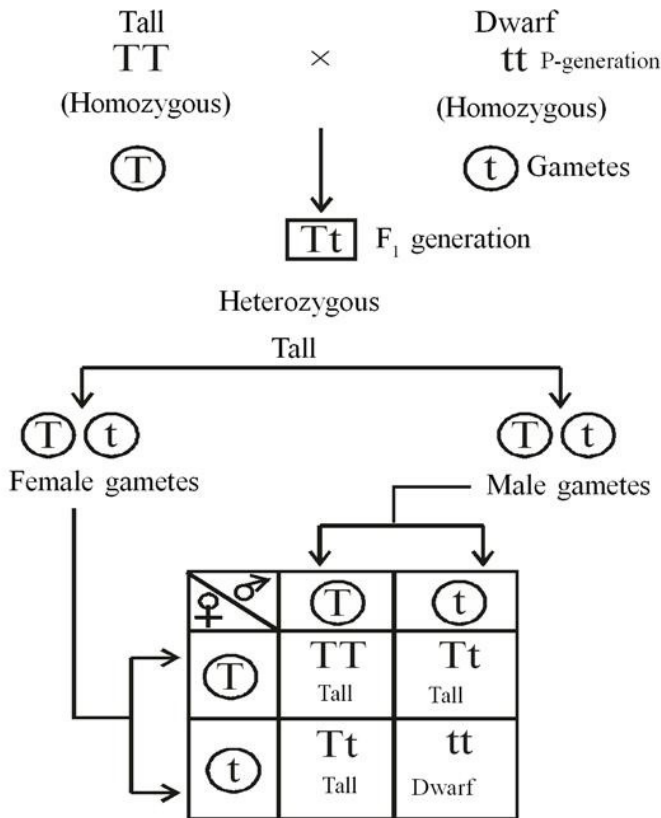 Tall Dwarf
TT × tt P-generation
(Homozygous) (Homozygous)
T t Gametes
Tt F₁ generation
Heterozygous
Tall
T t T t
Female gametes Male gametes
♀ ♂ T t
T TT Tt
Tall Tall
t Tt tt
Tall Dwarf